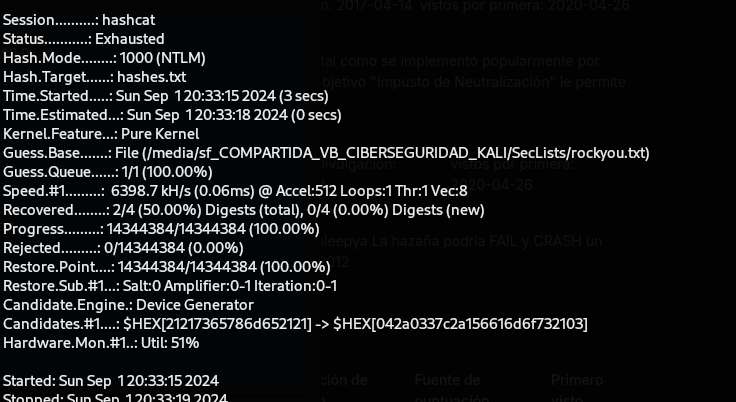 n: 2017-04-14 vistos por primera: 2020-04-26
Session..........: hashcat
Status...........: Exhausted
Hash.Mode........: 1000 (NTLM)
tal como se implemento popularmente por
Hash.Target......: hashes.txt
bjetivo "Impusto de Neutralización" le permite
Time.Started.....: Sun Sep  1 20:33:15 2024 (3 secs)
Time.Estimated...: Sun Sep  1 20:33:18 2024 (0 secs)
Kernel.Feature...: Pure Kernel
Guess.Base.......: File (/media/sf_COMPARTIDA_VB_CIBERSEGURIDAD_KALI/SecLists/rockyou.txt)
divulgación: vistos por primera:
Guess.Queue......: 1/1 (100.00%)
Speed.#1.........:  6398.7 kH/s (0.06ms) @ Accel:512 Loops:1 Thr:1 Vec:8
2020-04-26
Recovered........: 2/4 (50.00%) Digests (total), 0/4 (0.00%) Digests (new)
Progress.........: 14344384/14344384 (100.00%)
Rejected.........: 0/14344384 (0.00%)
sleepya La hazaña podría FAIL y CRASH un
Restore.Point....: 14344384/14344384 (100.00%)
012
Restore.Sub.#1...: Salt:0 Amplifier:0-1 Iteration:0-1
Candidate.Engine.: Device Generator
Candidates.#1....: $HEX[21217365786d652121] -> $HEX[042a0337c2a156616d6f732103]
Hardware.Mon.#1..: Util: 51%
Started: Sun Sep  1 20:33:15 2024
ción de Fuente de Primero
Stopped: Sun Sep  1 20:33:19 2024
puntuación visto